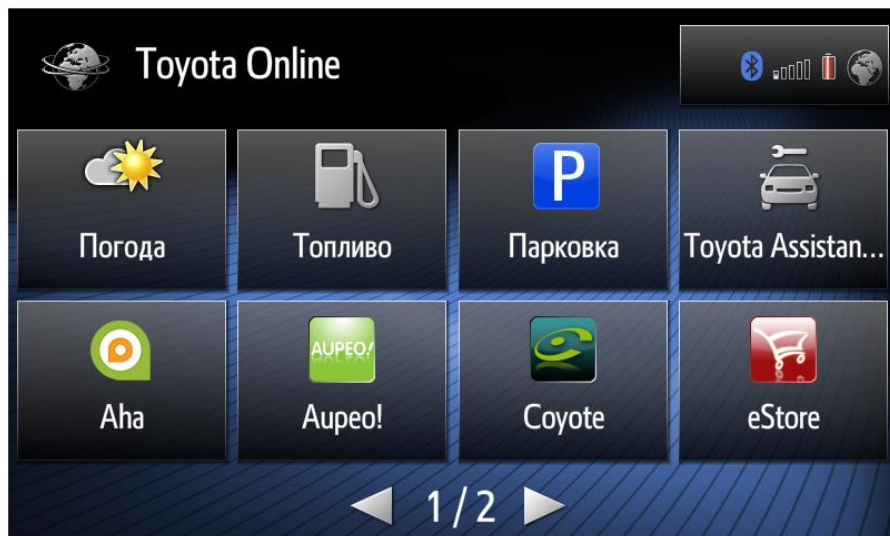 Toyota Online
Погода
Топливо
P
Парковка
Toyota Assistan...
Aha
AUPEO!
Aupeo!
Coyote
eStore
1/2